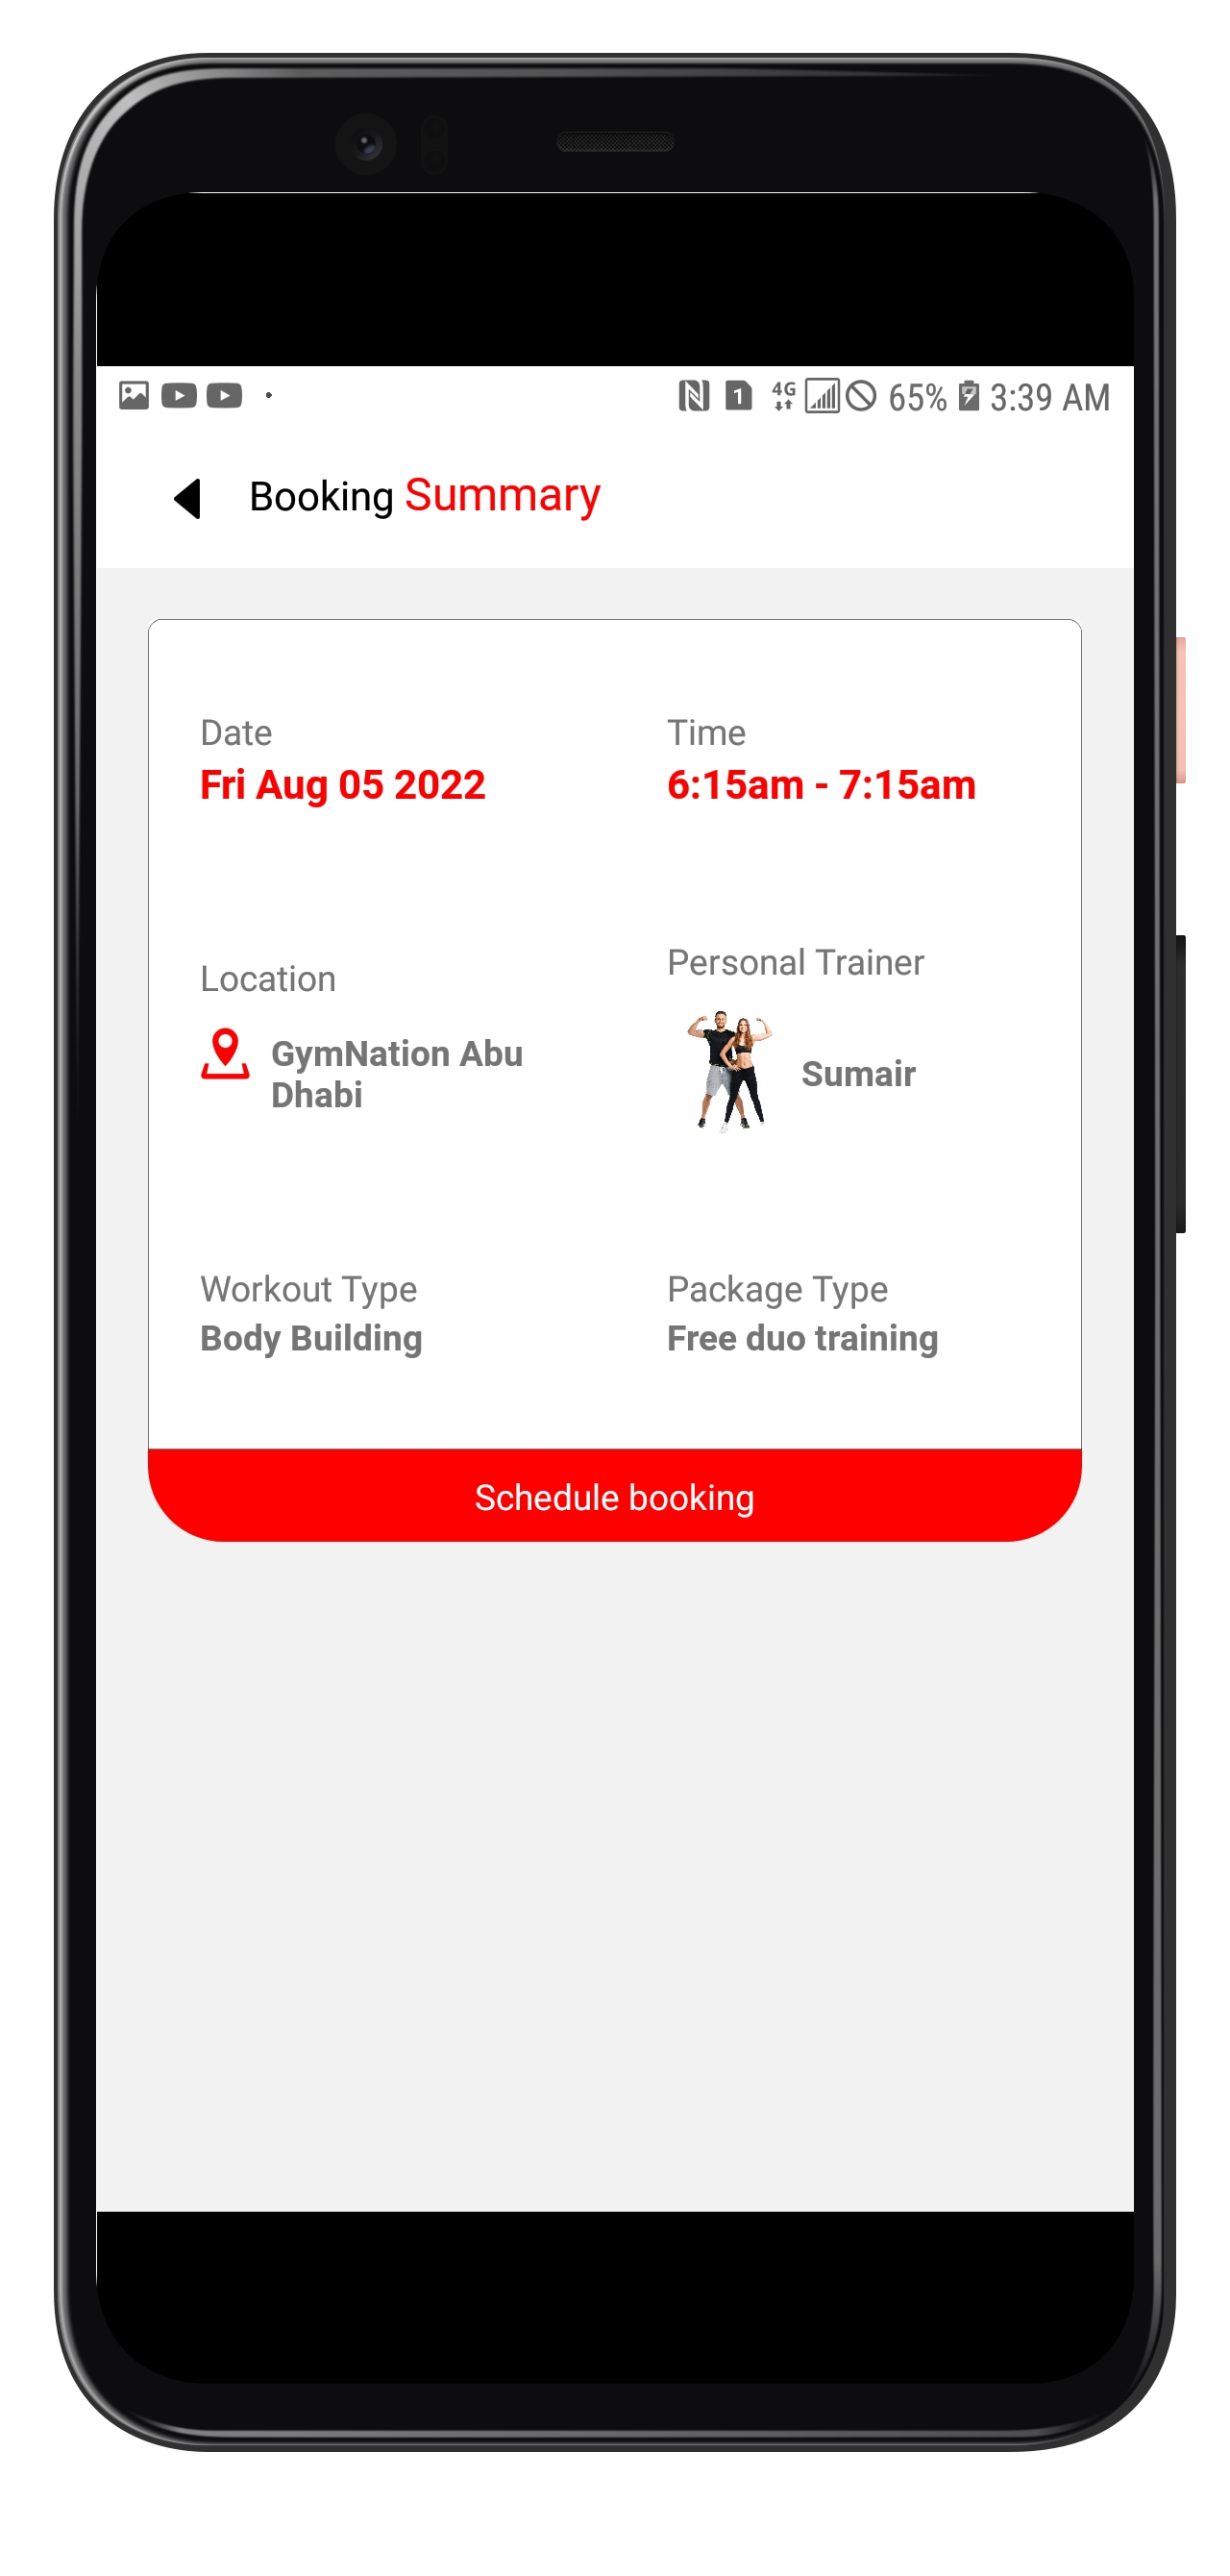 1 4G 65% 3:39 AM
Booking Summary
Date
Fri Aug 05 2022
Time
6:15am - 7:15am
Location
GymNation Abu
Dhabi
Personal Trainer
Sumair
Workout Type
Body Building
Package Type
Free duo training
Schedule booking